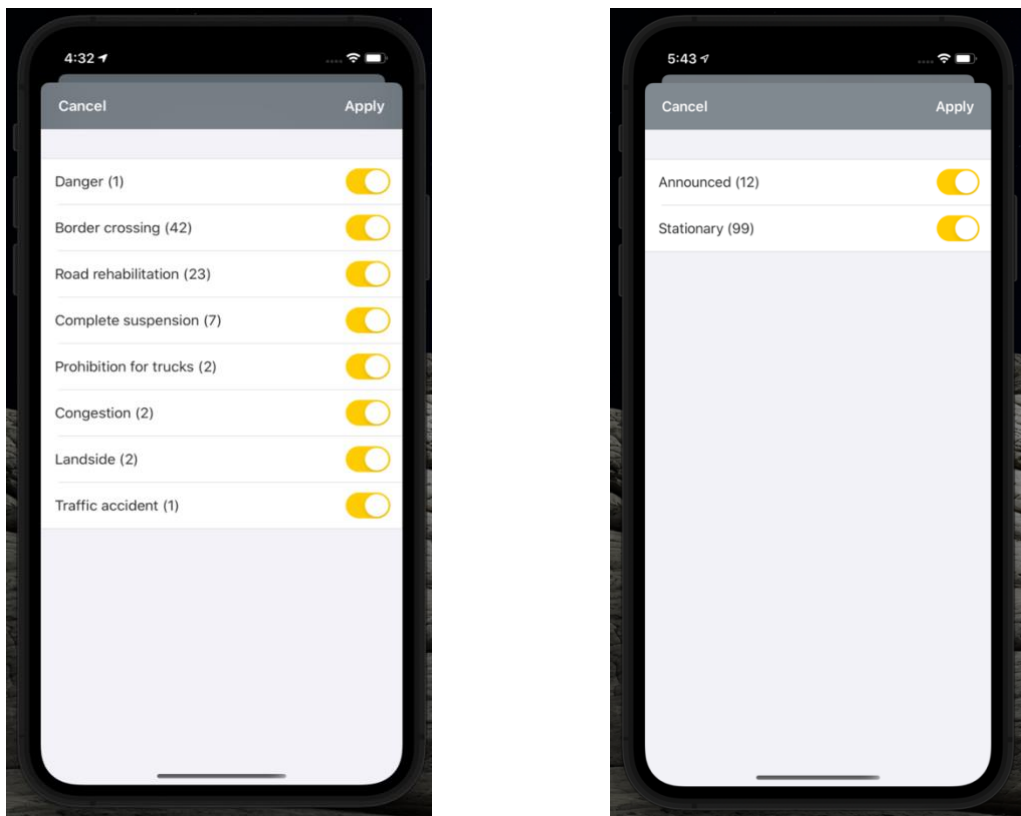 4:32
Cancel Apply
Danger (1)
Border crossing (42)
Road rehabilitation (23)
Complete suspension (7)
Prohibition for trucks (2)
Congestion (2)
Landside (2)
Traffic accident (1)
5:43
Cancel Apply
Announced (12)
Stationary (99)